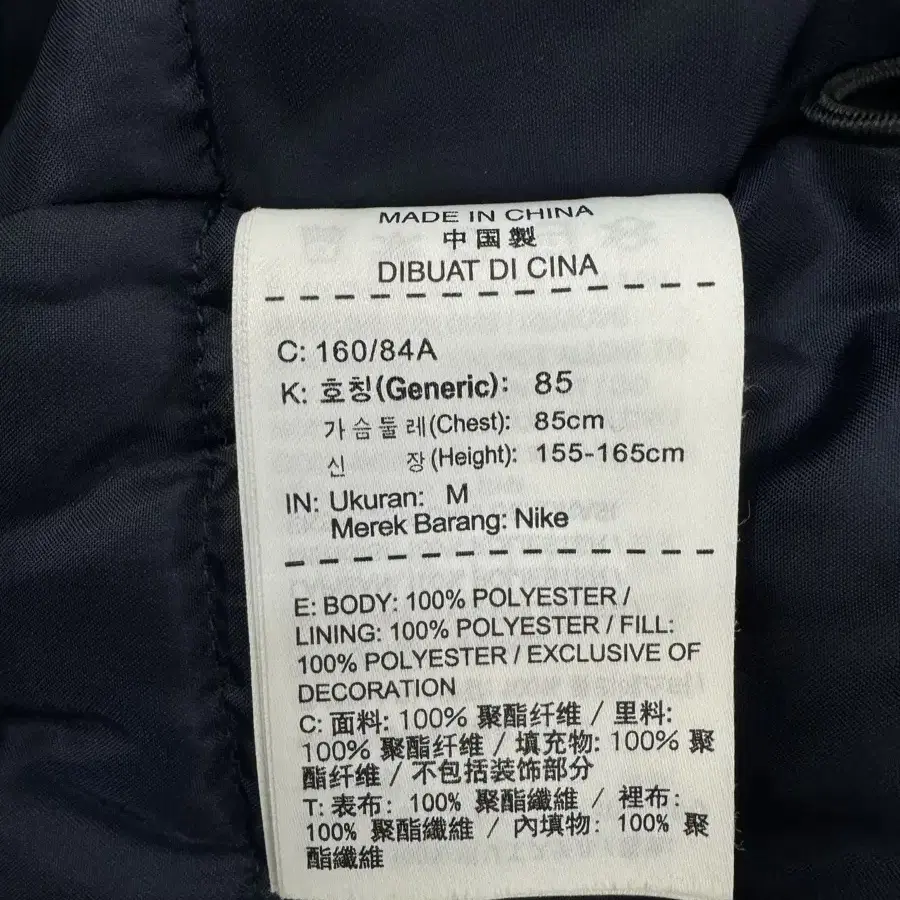 MADE IN CHINA
中国製
DIBUAT DI CINA
C: 160/84A
K: 호칭(Generic): 85
가슴둘레(Chest): 85cm
신 장(Height): 155-165cm
IN: Ukuran: M
Merek Barang: Nike
E: BODY: 100% POLYESTER /
LINING: 100% POLYESTER / FILL:
100% POLYESTER / EXCLUSIVE OF
DECORATION
C: 面料: 100% 聚酯纤维 / 里料:
100% 聚酯纤维 / 填充物: 100% 聚
酯纤维 / 不包括装饰部分
T: 表布: 100% 聚酯纖維 / 裡布:
100% 聚酯纖維 / 內填物: 100% 聚
酯纖維